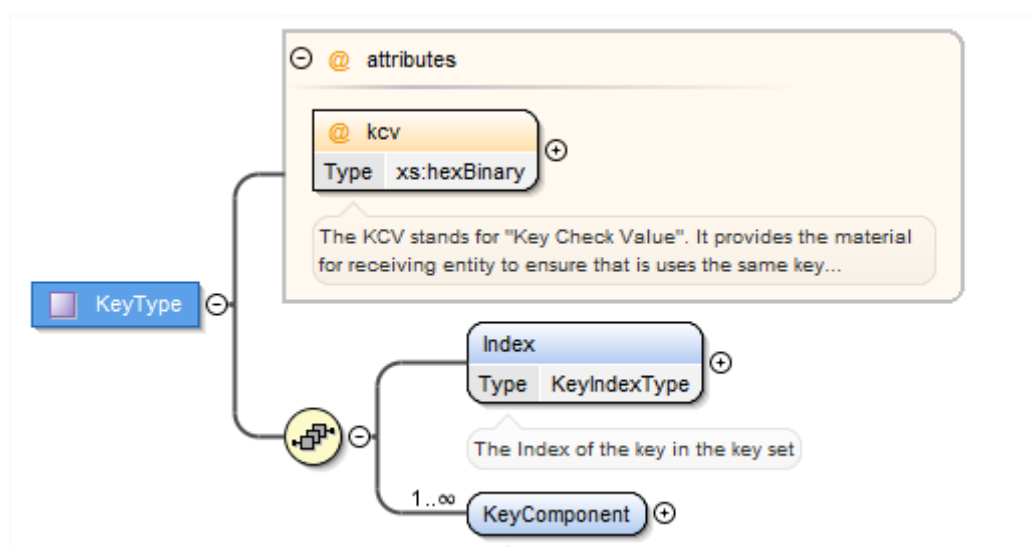 @ attributes
@ kcv
Type xs:hexBinary
The KCV stands for "Key Check Value". It provides the material
for receiving entity to ensure that is uses the same key...
KeyType
Index
Type KeyIndexType
The Index of the key in the key set
1..∞
KeyComponent